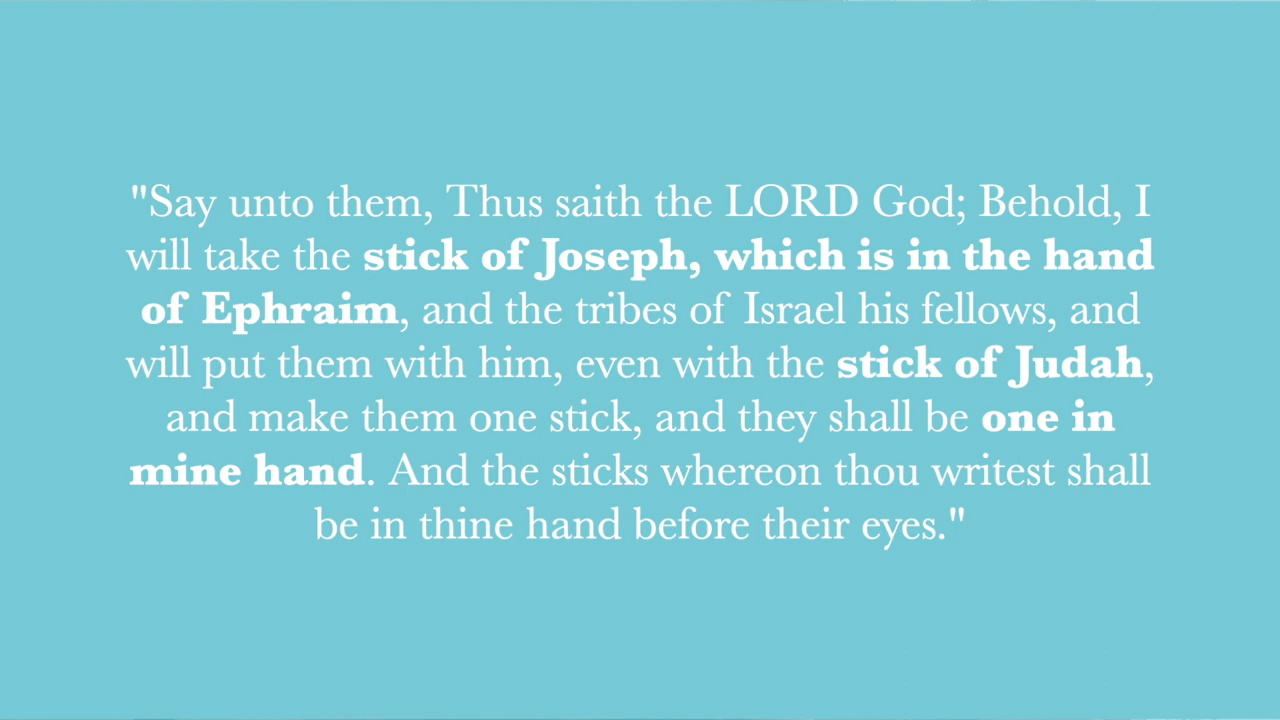 "Say unto them, Thus saith the LORD God; Behold, I
will take the stick of Joseph, which is in the hand
of Ephraim, and the tribes of Israel his fellows, and
will put them with him, even with the stick of Judah,
and make them one stick, and they shall be one in
mine hand. And the sticks whereon thou writest shall
be in thine hand before their eyes."